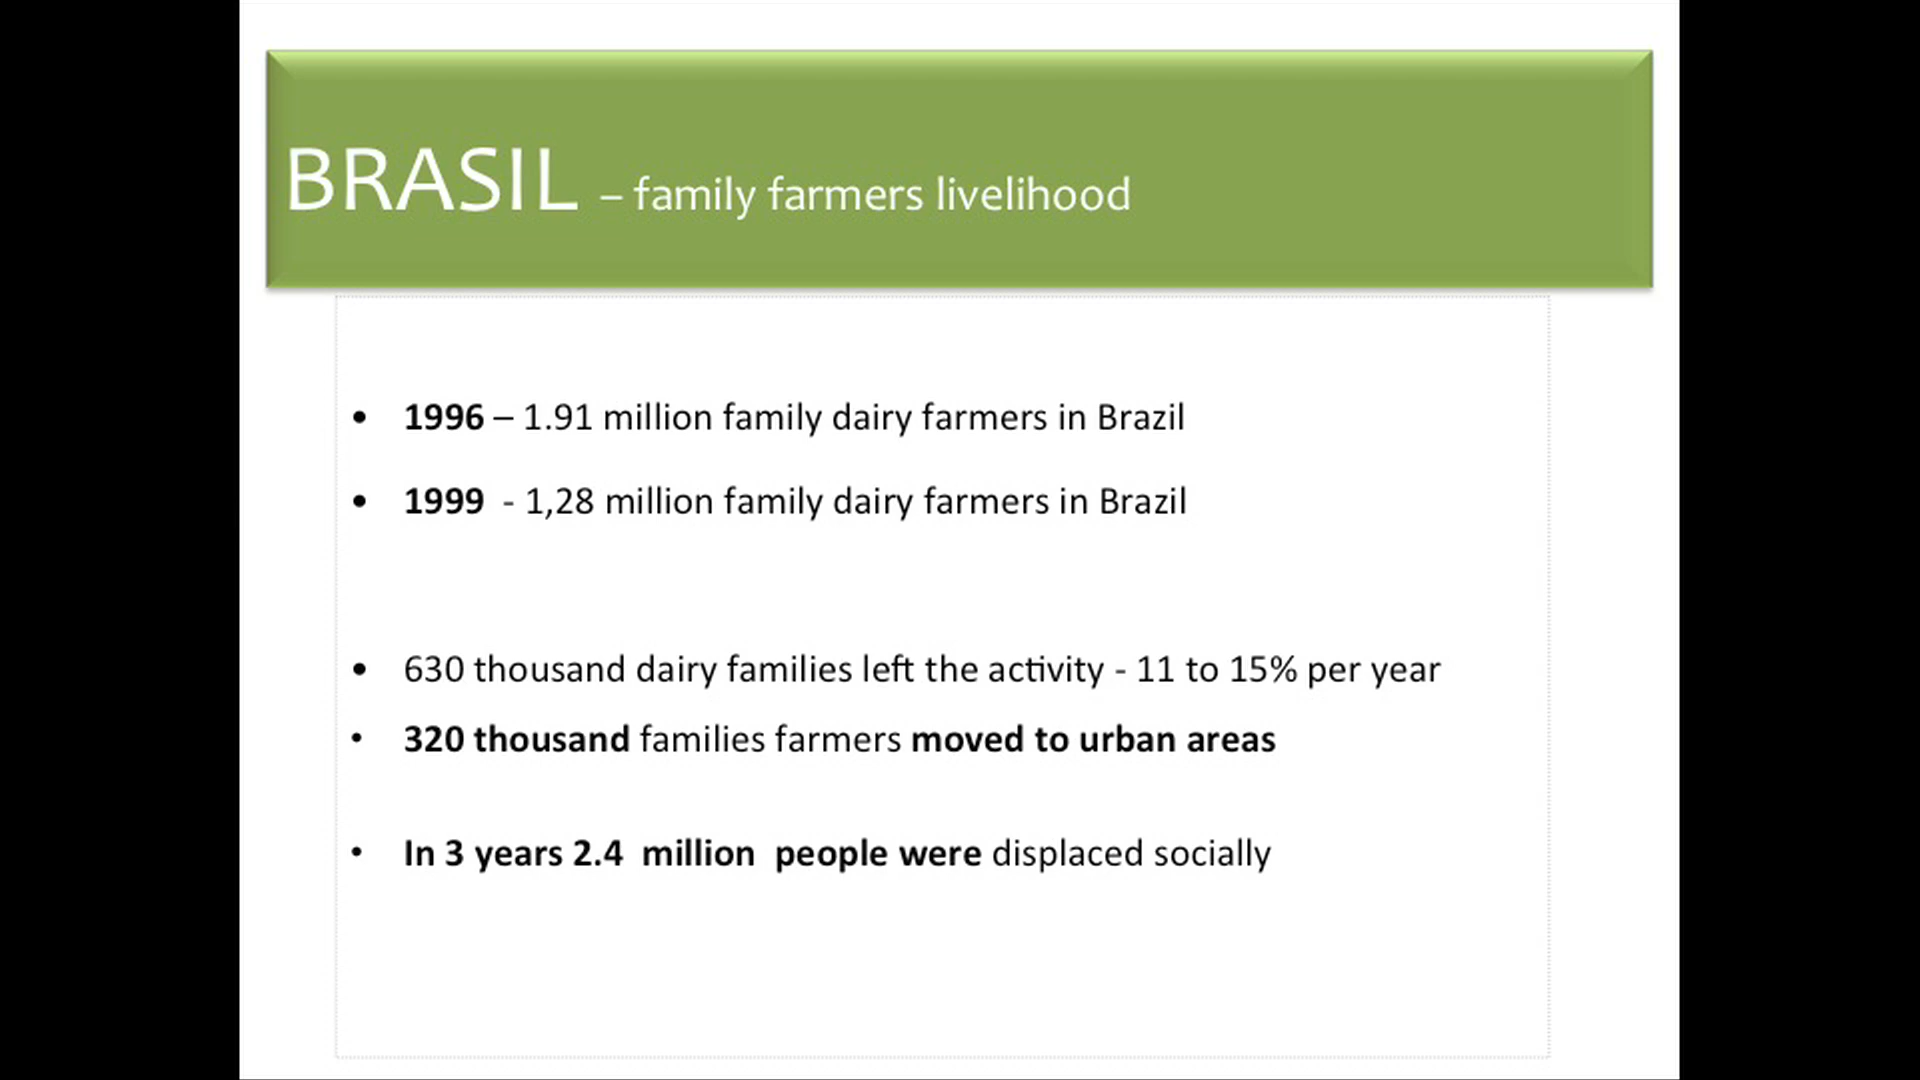 BRASIL – family farmers livelihood
• 1996 – 1.91 million family dairy farmers in Brazil
• 1999 - 1,28 million family dairy farmers in Brazil
• 630 thousand dairy families left the activity - 11 to 15% per year
• 320 thousand families farmers moved to urban areas
• In 3 years 2.4 million people were displaced socially